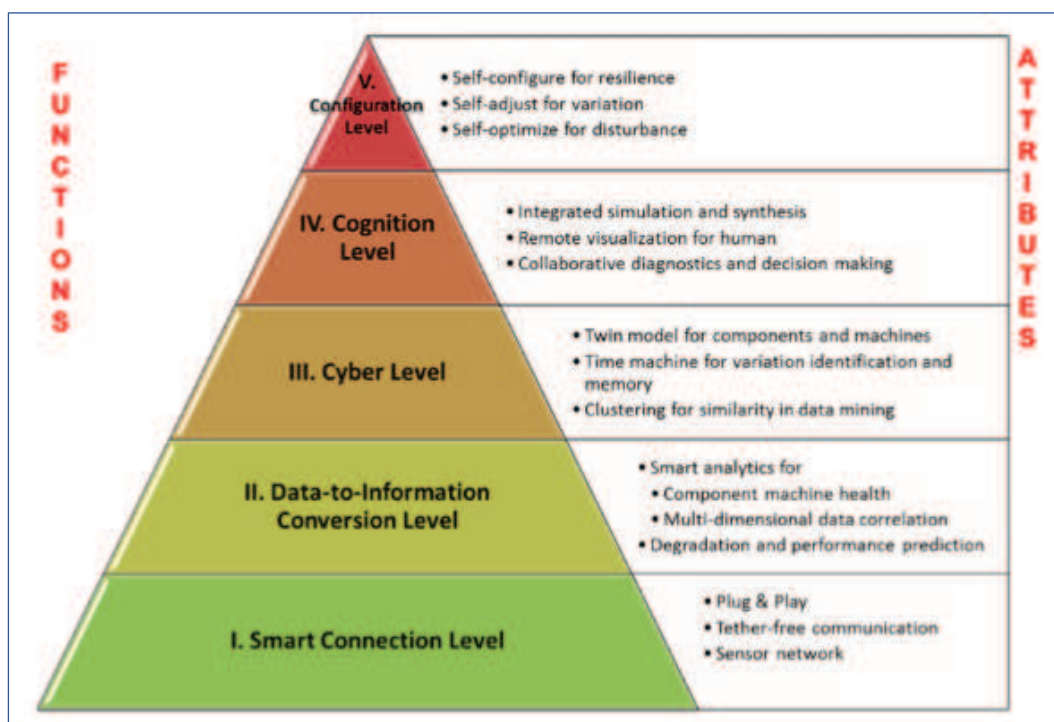 FUNCTIONS
ATTRIBUTES
V.
Configuration
Level
• Self-configure for resilience
• Self-adjust for variation
• Self-optimize for disturbance
IV. Cognition
Level
• Integrated simulation and synthesis
• Remote visualization for human
• Collaborative diagnostics and decision making
III. Cyber Level
• Twin model for components and machines
• Time machine for variation identification and
memory
• Clustering for similarity in data mining
II. Data-to-Information
Conversion Level
• Smart analytics for
• Component machine health
• Multi-dimensional data correlation
• Degradation and performance prediction
I. Smart Connection Level
• Plug & Play
• Tether-free communication
• Sensor network